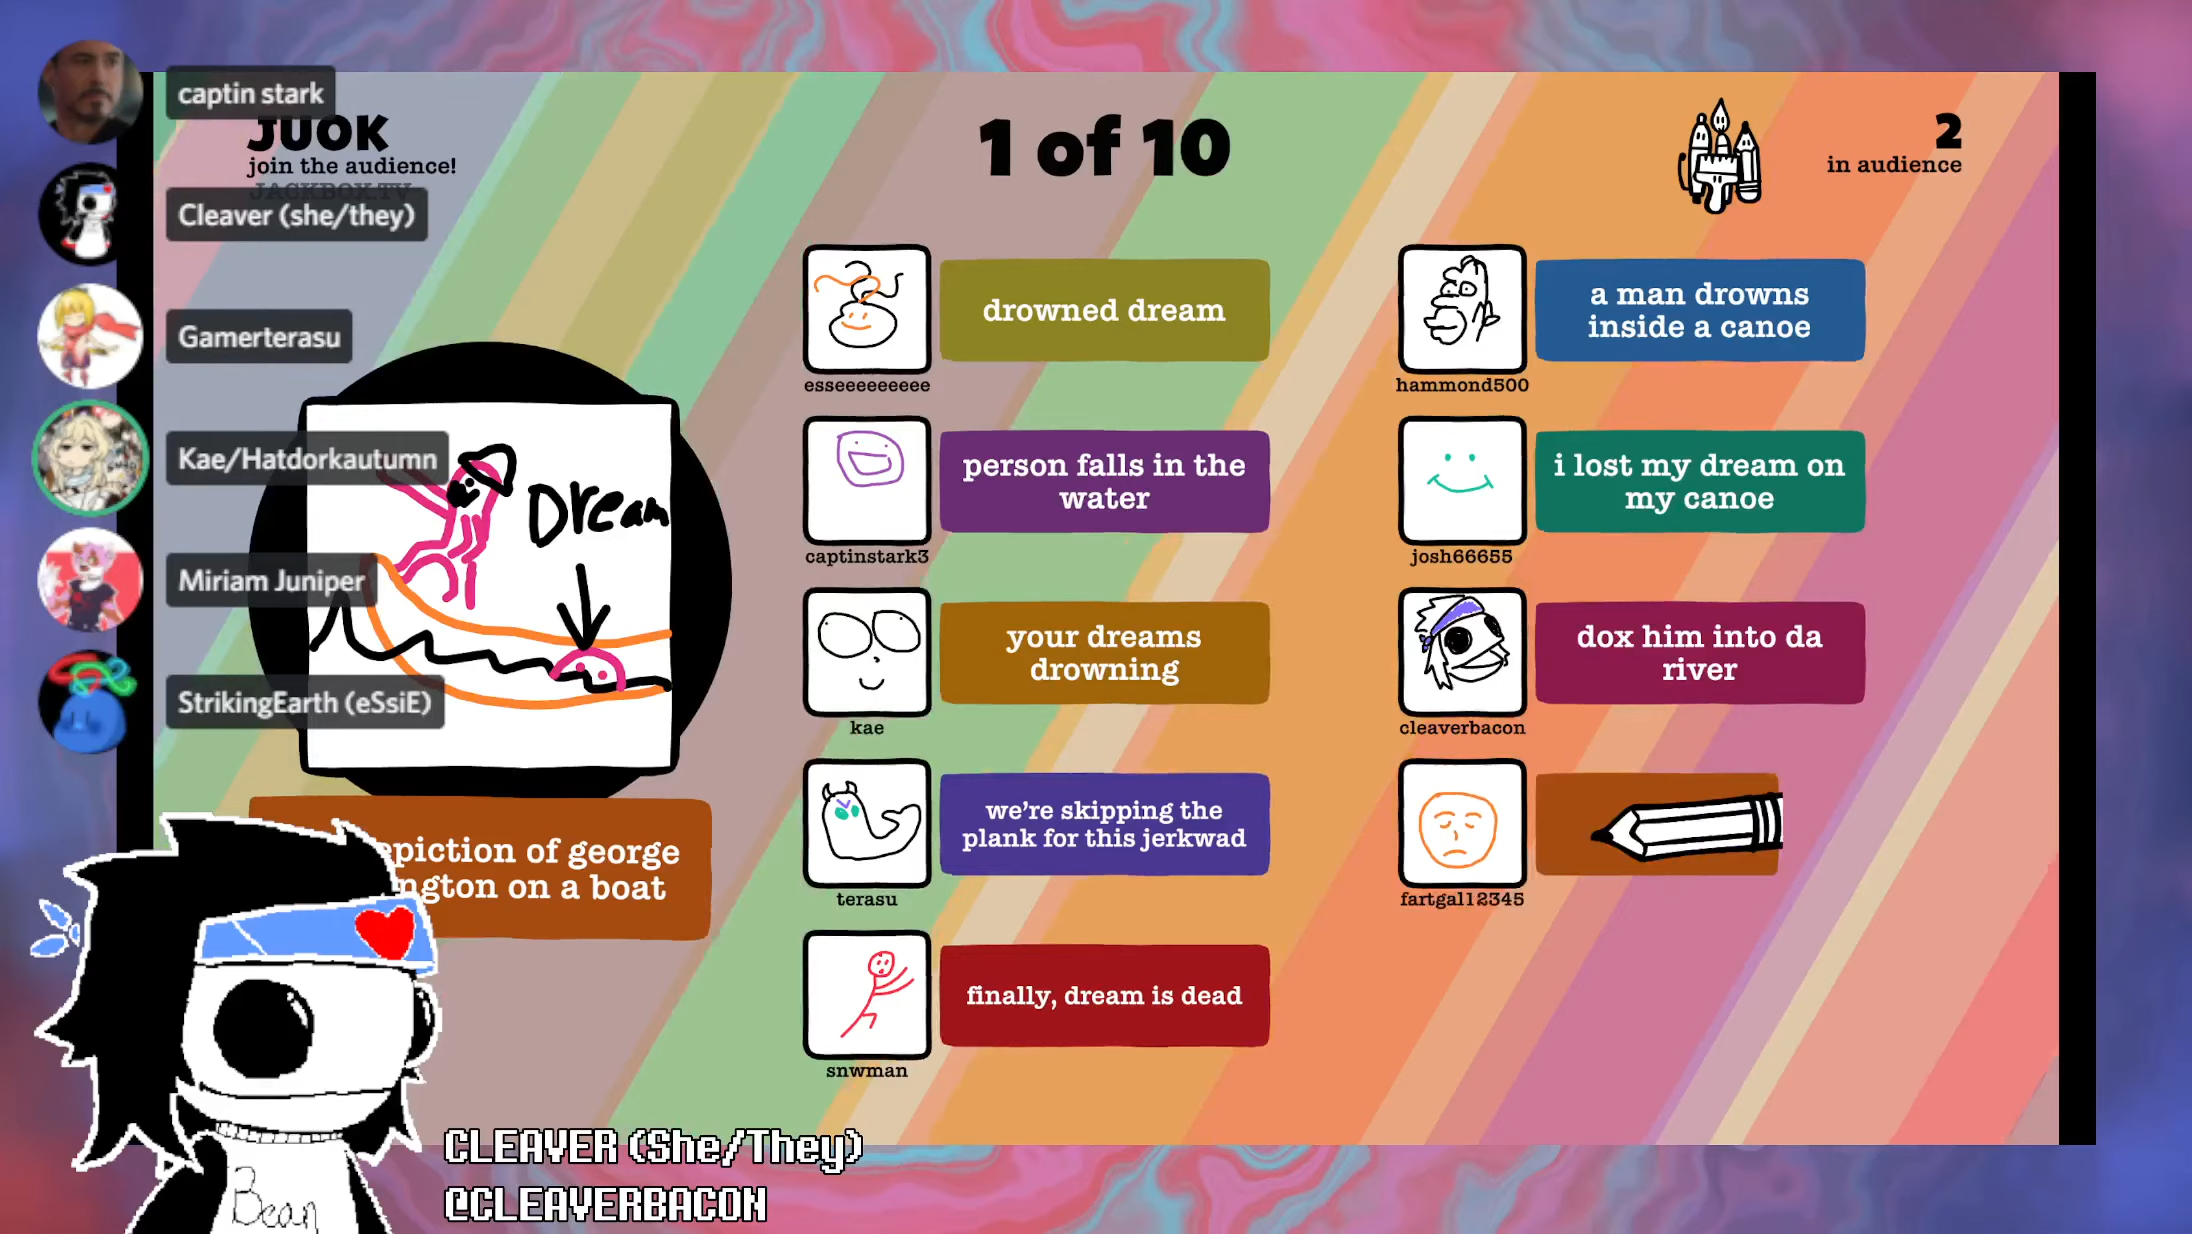 captin stark
JUOK
join the audience!
JACKBOX.TV
Cleaver (she/they)
Gamerterasu
Kae/Hatdorkautumn
Miriam Juniper
StrikingEarth (eSsiE)
1 of 10
2
in audience
Dream
epiction of george
ngton on a boat
drowned dream
esseeeeeeeee
person falls in the
water
captinstark3
your dreams
drowning
kae
we're skipping the
plank for this jerkwad
terasu
finally, dream is dead
snwman
a man drowns
inside a canoe
hammond500
i lost my dream on
my canoe
josh66655
dox him into da
river
cleaverbacon
fartgal12345
Bean
CLEAVER (She/They)
@CLEAVERBACON